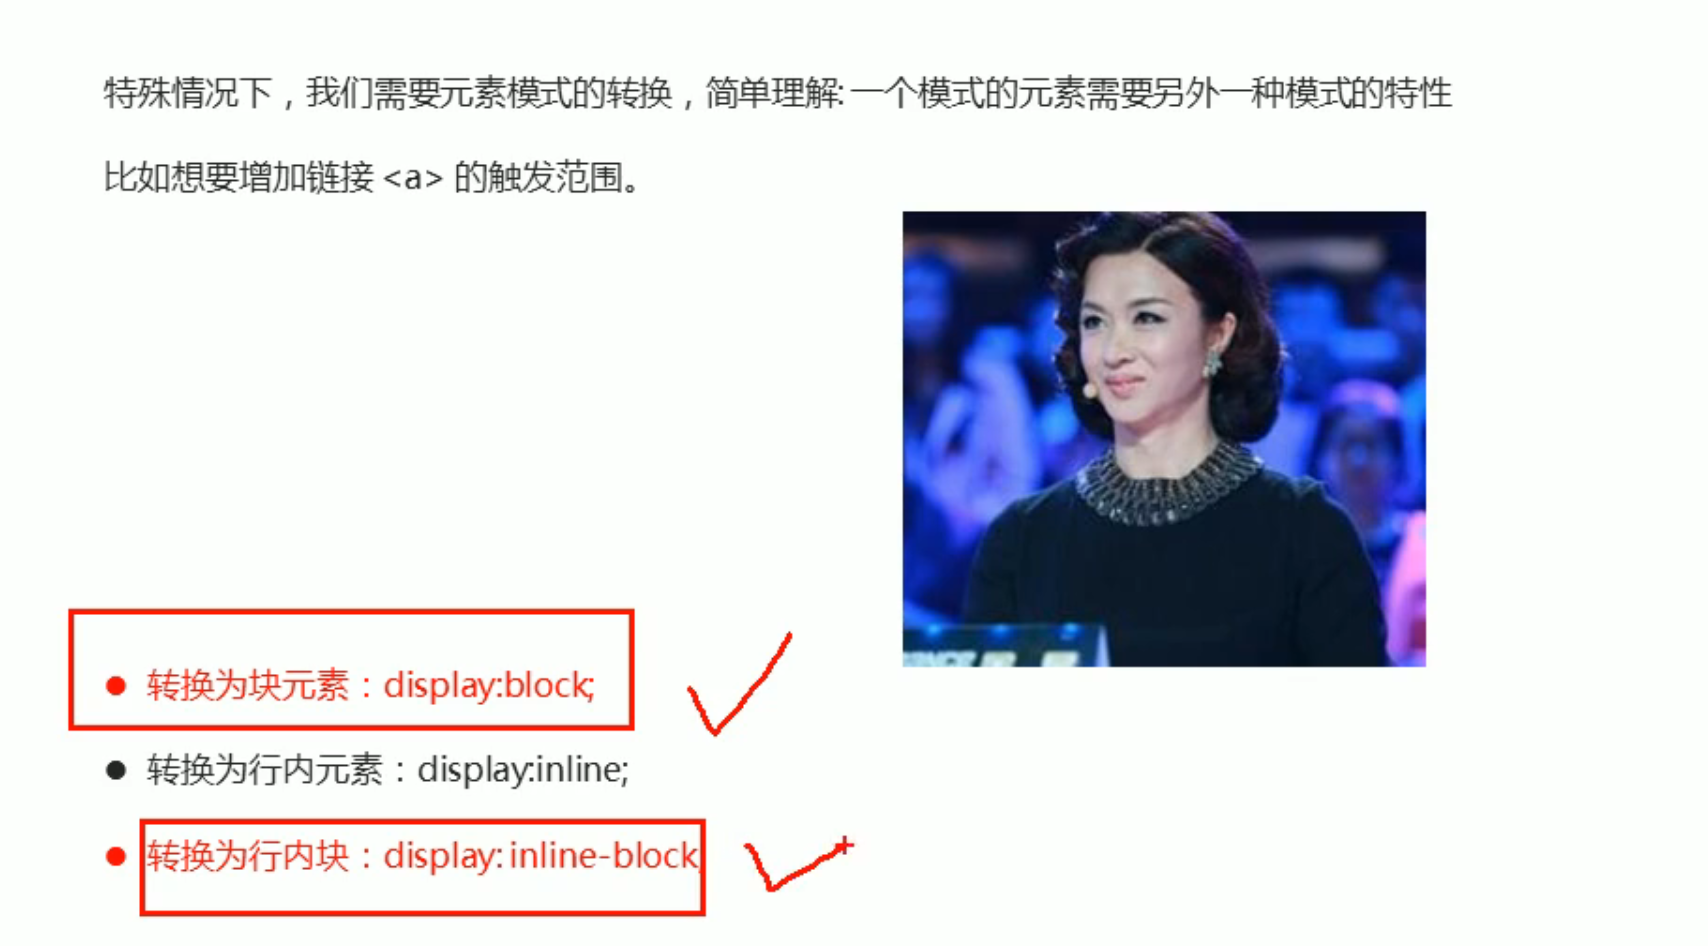 特殊情况下，我们需要元素模式的转换，简单理解: 一个模式的元素需要另外一种模式的特性
比如想要增加链接 <a> 的触发范围。
● 转换为块元素：display:block;
● 转换为行内元素：display:inline;
● 转换为行内块：display: inline-block;